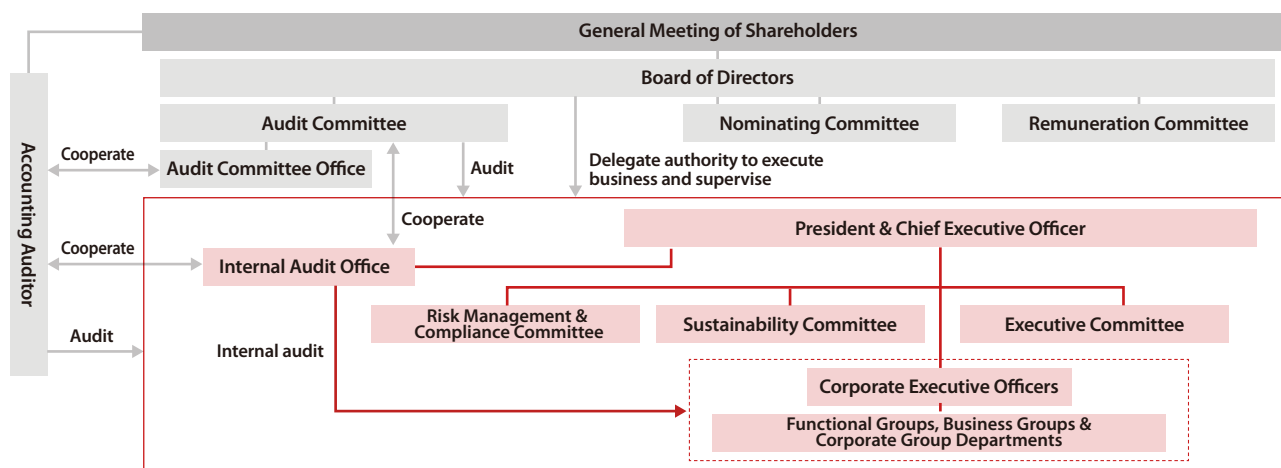 General Meeting of Shareholders
Board of Directors
Audit Committee
Nominating Committee
Remuneration Committee
Accounting Auditor
Cooperate
Audit Committee Office
Audit
Delegate authority to execute
business and supervise
Cooperate
President & Chief Executive Officer
Cooperate
Internal Audit Office
Risk Management &
Compliance Committee
Sustainability Committee
Executive Committee
Audit
Internal audit
Corporate Executive Officers
Functional Groups, Business Groups &
Corporate Group Departments